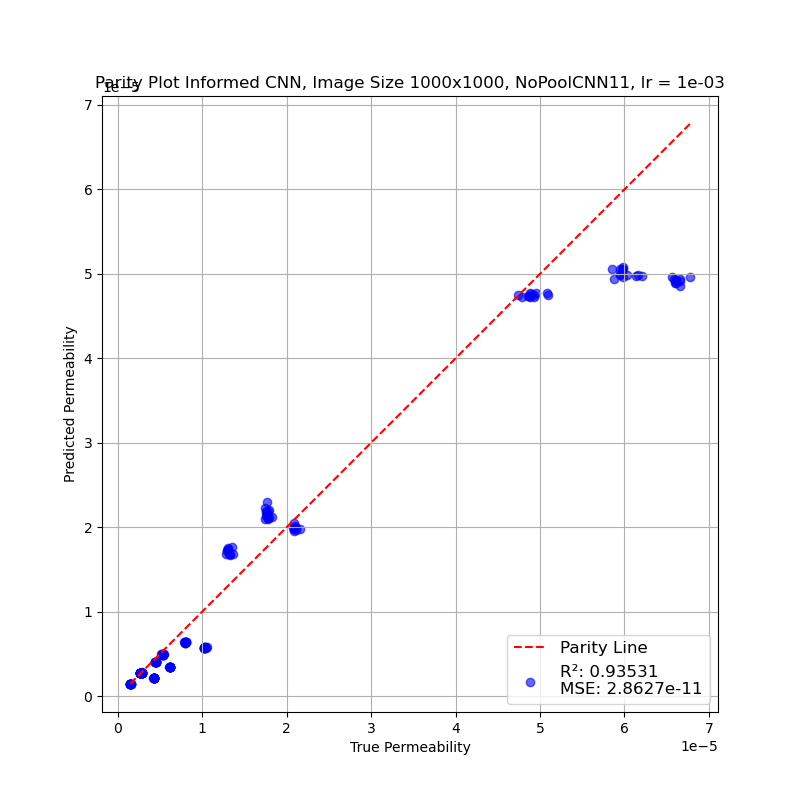 Parity Plot Informed CNN, Image Size 1000x1000, NoPoolCNN11, lr = 1e-03
1e−5
7
6
5
4
3
2
1
0
Predicted Permeability
Parity Line
R²: 0.93531
MSE: 2.8627e-11
0 1 2 3 4 5 6 7
True Permeability
1e−5